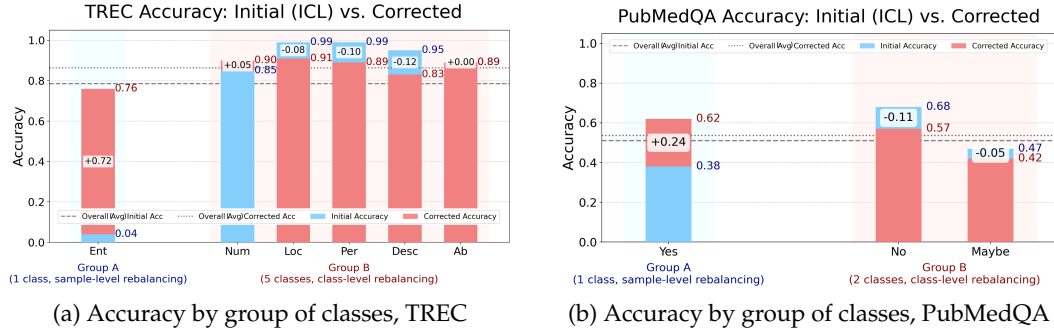 TREC Accuracy: Initial (ICL) vs. Corrected
1.0
0.8
0.6
0.4
0.2
0.0
Accuracy
0.76
+0.72
0.04
+0.05
0.90
0.85
-0.08
0.99
0.91
-0.10
0.99
0.89
-0.12
0.95
0.83
+0.00
0.89
Overall (Avg) Initial Acc
Overall (Avg) Corrected Acc
Initial Accuracy
Corrected Accuracy
Ent
Num
Loc
Per
Desc
Ab
Group A
(1 class, sample-level rebalancing)
Group B
(5 classes, class-level rebalancing)
(a) Accuracy by group of classes, TREC
PubMedQA Accuracy: Initial (ICL) vs. Corrected
Overall (Avg) Initial Acc
Overall (Avg) Corrected Acc
Initial Accuracy
Corrected Accuracy
1.0
0.8
0.6
0.4
0.2
0.0
Accuracy
0.62
+0.24
0.38
-0.11
0.68
0.57
-0.05
0.47
0.42
Yes
No
Maybe
Group A
(1 class, sample-level rebalancing)
Group B
(2 classes, class-level rebalancing)
(b) Accuracy by group of classes, PubMedQA